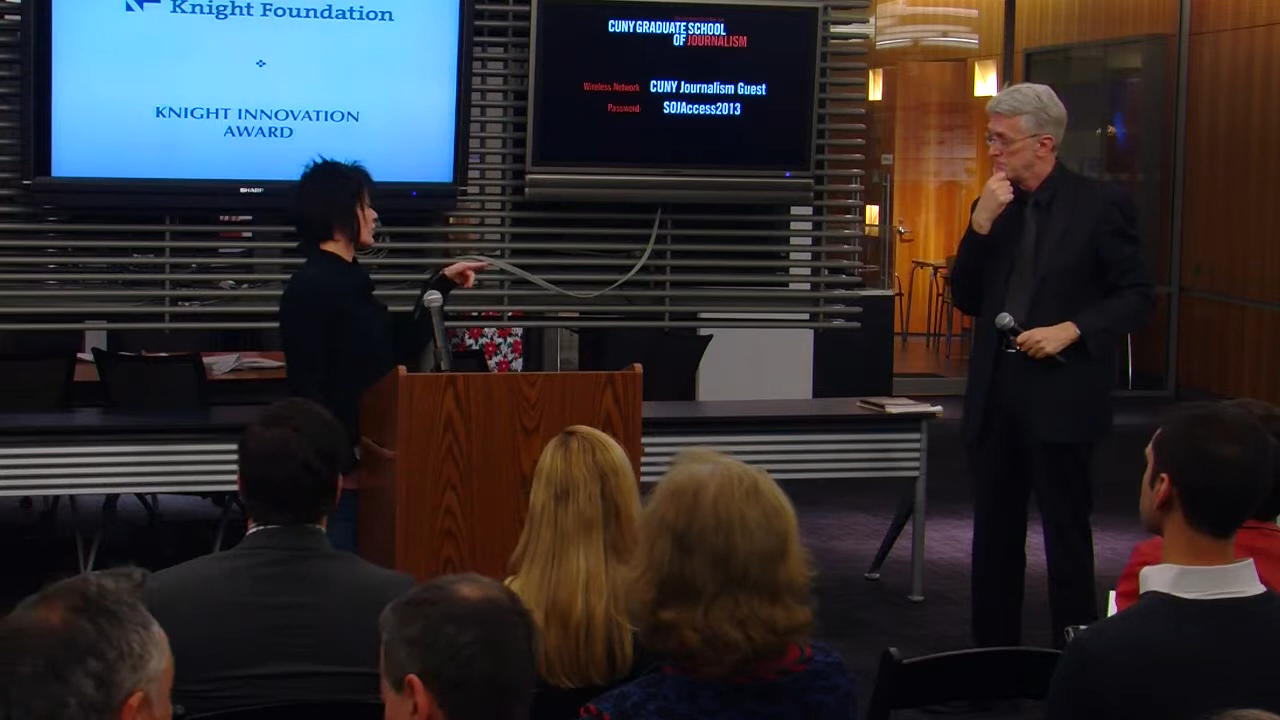 Knight Foundation
KNIGHT INNOVATION
AWARD
SHARP
CUNY GRADUATE SCHOOL
OF JOURNALISM
Wireless Network CUNY Journalism Guest
Password SOJAccess2013